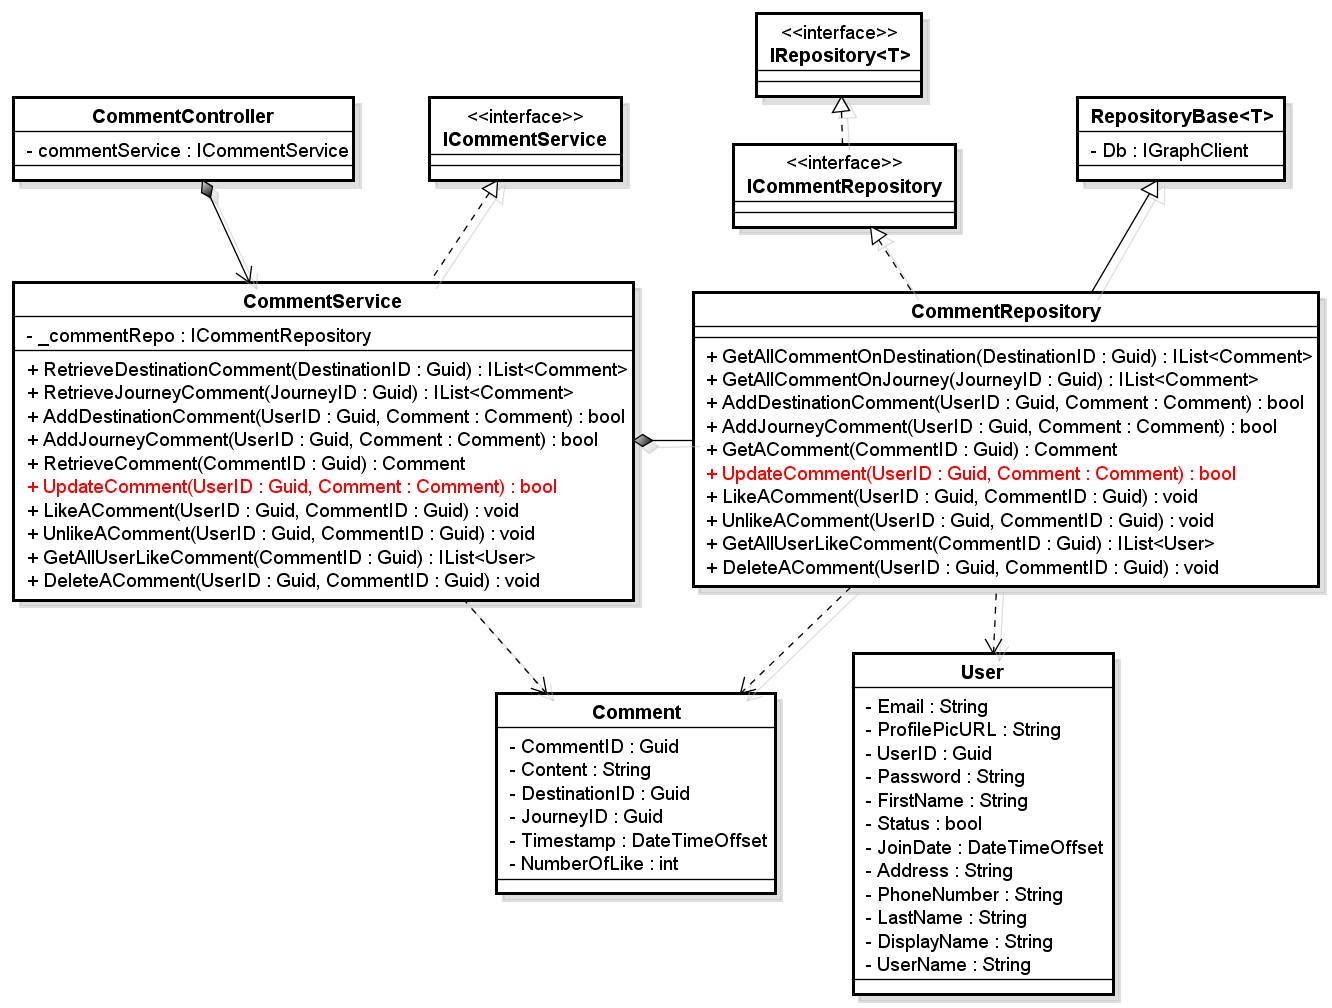 <<interface>>
IRepository<T>
CommentController
- commentService : ICommentService
<<interface>>
ICommentService
<<interface>>
ICommentRepository
RepositoryBase<T>
- Db : IGraphClient
CommentService
- _commentRepo : ICommentRepository
+ RetrieveDestinationComment(DestinationID : Guid) : IList<Comment>
+ RetrieveJourneyComment(JourneyID : Guid) : IList<Comment>
+ AddDestinationComment(UserID : Guid, Comment : Comment) : bool
+ AddJourneyComment(UserID : Guid, Comment : Comment) : bool
+ RetrieveComment(CommentID : Guid) : Comment
+ UpdateComment(UserID : Guid, Comment : Comment) : bool
+ LikeAComment(UserID : Guid, CommentID : Guid) : void
+ UnlikeAComment(UserID : Guid, CommentID : Guid) : void
+ GetAllUserLikeComment(CommentID : Guid) : IList<User>
+ DeleteAComment(UserID : Guid, CommentID : Guid) : void
CommentRepository
+ GetAllCommentOnDestination(DestinationID : Guid) : IList<Comment>
+ GetAllCommentOnJourney(JourneyID : Guid) : IList<Comment>
+ AddDestinationComment(UserID : Guid, Comment : Comment) : bool
+ AddJourneyComment(UserID : Guid, Comment : Comment) : bool
+ GetAComment(CommentID : Guid) : Comment
+ UpdateComment(UserID : Guid, Comment : Comment) : bool
+ LikeAComment(UserID : Guid, CommentID : Guid) : void
+ UnlikeAComment(UserID : Guid, CommentID : Guid) : void
+ GetAllUserLikeComment(CommentID : Guid) : IList<User>
+ DeleteAComment(UserID : Guid, CommentID : Guid) : void
Comment
- CommentID : Guid
- Content : String
- DestinationID : Guid
- JourneyID : Guid
- Timestamp : DateTimeOffset
- NumberOfLike : int
User
- Email : String
- ProfilePicURL : String
- UserID : Guid
- Password : String
- FirstName : String
- Status : bool
- JoinDate : DateTimeOffset
- Address : String
- PhoneNumber : String
- LastName : String
- DisplayName : String
- UserName : String